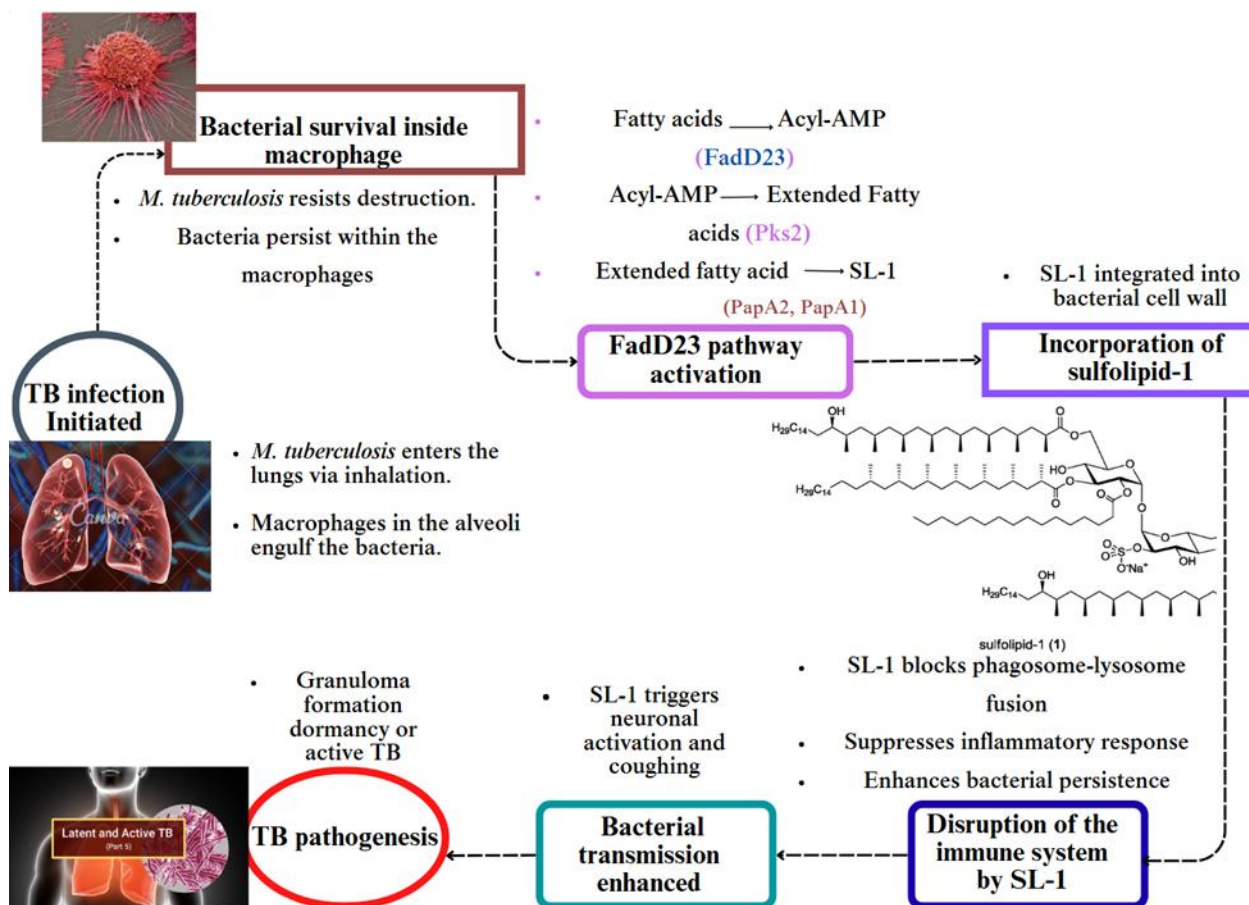 Bacterial survival inside
macrophage
• M. tuberculosis resists destruction.
• Bacteria persist within the
macrophages
TB infection
Initiated
Canva
• M. tuberculosis enters the
lungs via inhalation.
• Macrophages in the alveoli
engulf the bacteria.
• Fatty acids ⟶ Acyl-AMP
(FadD23)
• Acyl-AMP ⟶ Extended Fatty
acids (Pks2)
• Extended fatty acid ⟶ SL-1
(PapA2, PapA1)
FadD23 pathway
activation
• SL-1 integrated into
bacterial cell wall
Incorporation of
sulfolipid-1
OH
H29C14
O
O
O
HO
O
H29C14
O
O
O
O
O
O
O
O=S
O
O-Na+
OH
OH
H29C14
sulfolipid-1 (1)
• SL-1 blocks phagosome-lysosome
fusion
• Suppresses inflammatory response
• Enhances bacterial persistence
Disruption of the
immune system
by SL-1
• SL-1 triggers
neuronal
activation and
coughing
Bacterial
transmission
enhanced
• Granuloma
formation
dormancy or
active TB
TB pathogenesis
Latent and Active TB
(Part 5)